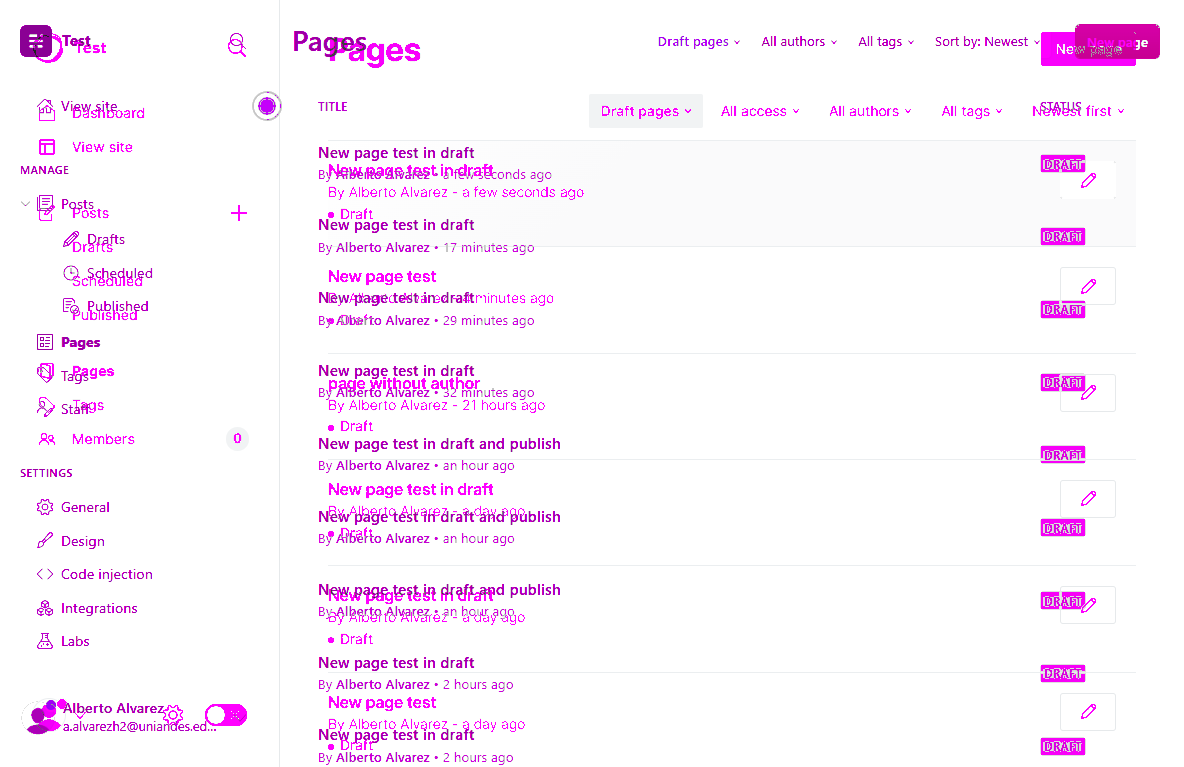 Test
Test
View site
Dashboard
View site
MANAGE
Posts
Posts
Drafts
Drafts
Scheduled
Scheduled
Published
Published
Pages
Pages
Tags
Tags
Staff
Members 0
SETTINGS
General
Design
Code injection
Integrations
Labs
Alberto Alvarez
a.alvarezh2@uniandes.ed...
Pages
Pages
Draft pages All authors All tags Sort by: Newest New page
New page
TITLE STATUS
Draft pages All access All authors All tags Newest first
New page test in draft DRAFT
By Alberto Alvarez • a few seconds ago
New page test in draft
By Alberto Alvarez - a few seconds ago
Draft
New page test in draft DRAFT
By Alberto Alvarez • 17 minutes ago
New page test
By Alberto Alvarez - 4 minutes ago
New page test in draft DRAFT
By Alberto Alvarez • 29 minutes ago
Draft
New page test in draft DRAFT
page without author
By Alberto Alvarez • 32 minutes ago
By Alberto Alvarez - 21 hours ago
Draft
New page test in draft and publish DRAFT
By Alberto Alvarez • an hour ago
New page test in draft
By Alberto Alvarez - a day ago
New page test in draft and publish DRAFT
Draft
By Alberto Alvarez • an hour ago
New page test in draft and publish DRAFT
New page test in draft
By Alberto Alvarez • an hour ago
By Alberto Alvarez - a day ago
Draft
New page test in draft DRAFT
By Alberto Alvarez • 2 hours ago
New page test
By Alberto Alvarez - a day ago
New page test in draft DRAFT
Draft
By Alberto Alvarez • 2 hours ago